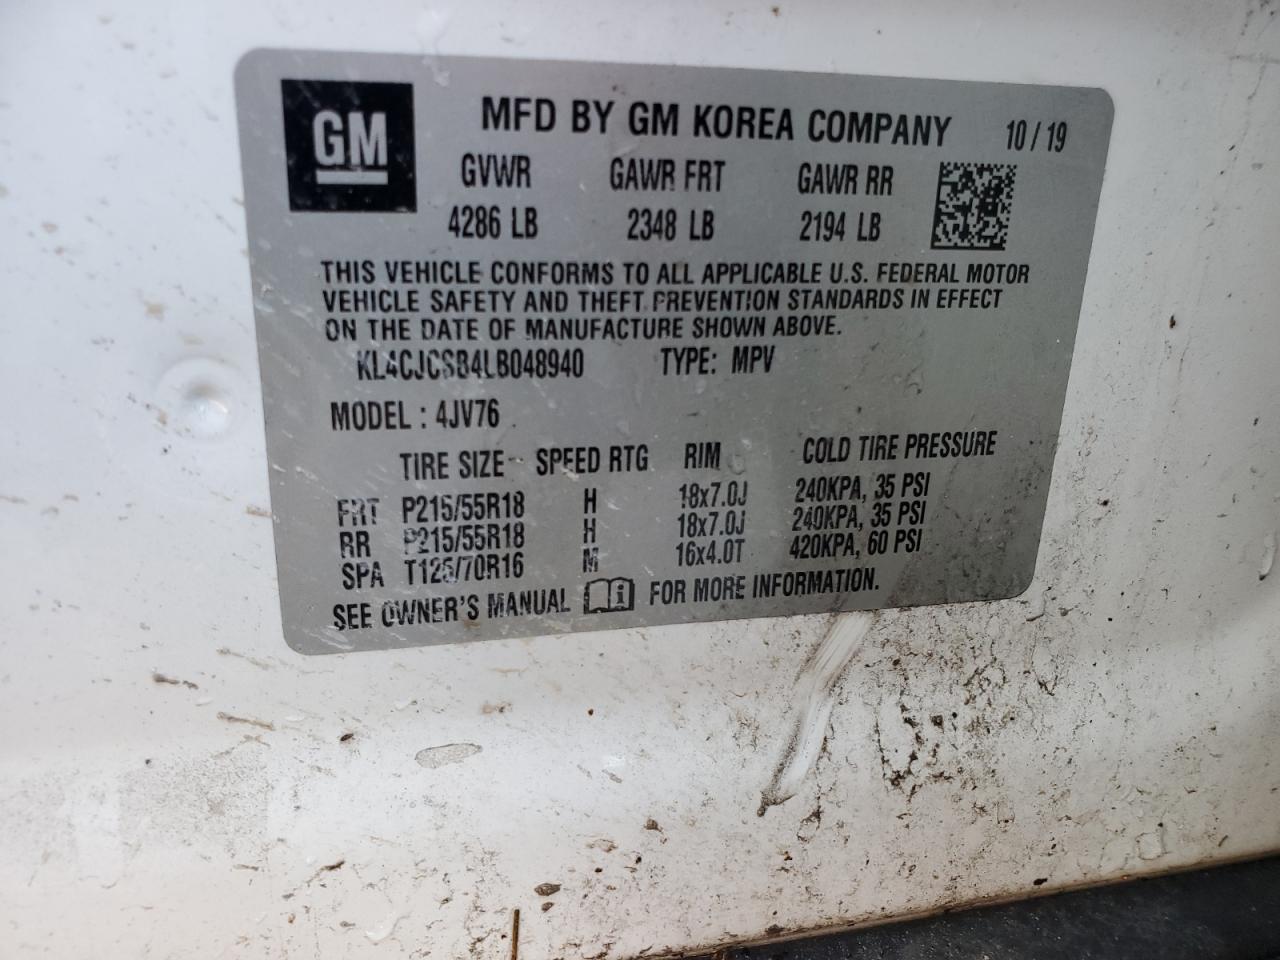 GM
MFD BY GM KOREA COMPANY 10/19
GVWR GAWR FRT GAWR RR
4286 LB 2348 LB 2194 LB
THIS VEHICLE CONFORMS TO ALL APPLICABLE U.S. FEDERAL MOTOR
VEHICLE SAFETY AND THEFT PREVENTION STANDARDS IN EFFECT
ON THE DATE OF MANUFACTURE SHOWN ABOVE.
KL4CJCSB4LB048940 TYPE: MPV
MODEL : 4JV76
TIRE SIZE SPEED RTG RIM COLD TIRE PRESSURE
FRT P215/55R18 H 18x7.0J 240KPA, 35 PSI
RR P215/55R18 H 18x7.0J 240KPA, 35 PSI
SPA T125/70R16 M 16x4.0T 420KPA, 60 PSI
SEE OWNER'S MANUAL i FOR MORE INFORMATION.